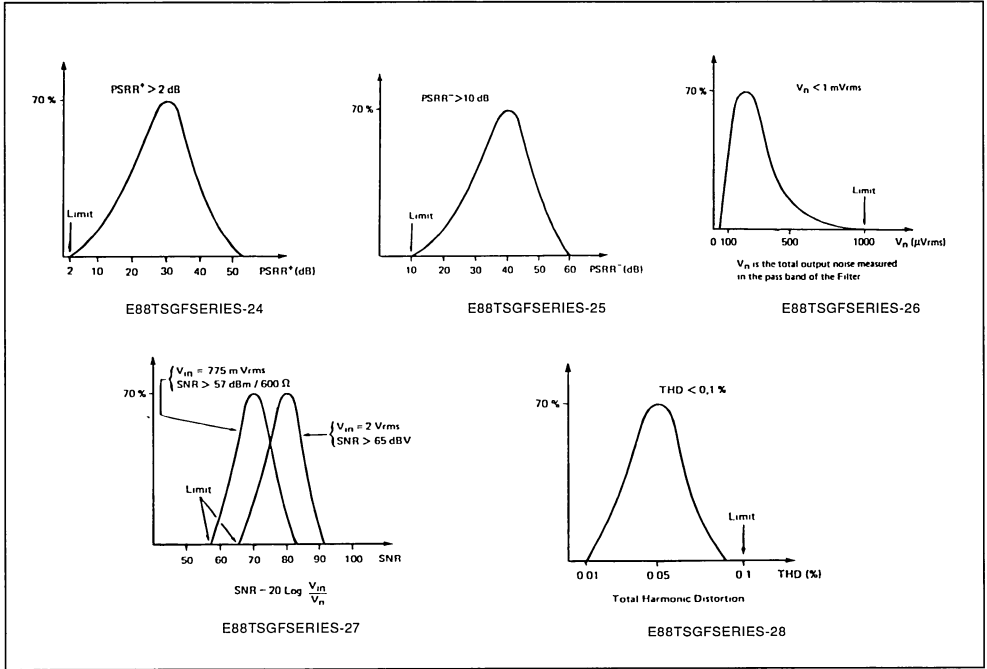 PSRR⁺ > 2 dB
70 %
Limit
2 10 20 30 40 50 PSRR⁺ (dB)
E88TSGFSERIES-24
PSRR⁻ >10 dB
70 %
Limit
10 20 30 40 50 60 PSRR⁻ (dB)
E88TSGFSERIES-25
Vn < 1 mVrms
70 %
Limit
0 100 500 1000 Vn (µVrms)
Vn is the total output noise measured
in the pass band of the Filter
E88TSGFSERIES-26
Vin = 775 m Vrms
SNR > 57 dBm / 600 Ω
70 %
Vin = 2 Vrms
SNR > 65 dBV
Limit
50 60 70 80 90 100 SNR
SNR = 20 Log Vin
Vn
E88TSGFSERIES-27
THD < 0,1 %
70 %
Limit
0 01 0.05 0 1 THD (%)
Total Harmonic Distortion
E88TSGFSERIES-28